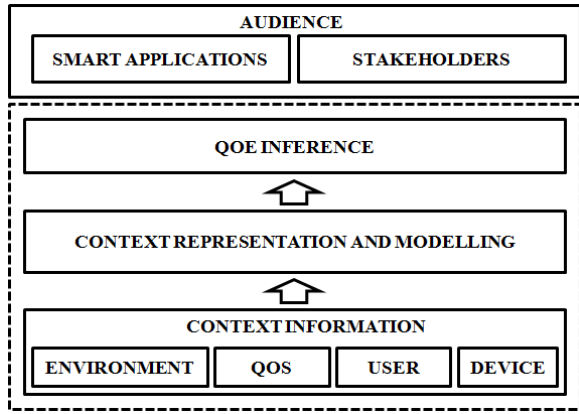 AUDIENCE
SMART APPLICATIONS
STAKEHOLDERS
QOE INFERENCE
CONTEXT REPRESENTATION AND MODELLING
CONTEXT INFORMATION
ENVIRONMENT
QOS
USER
DEVICE